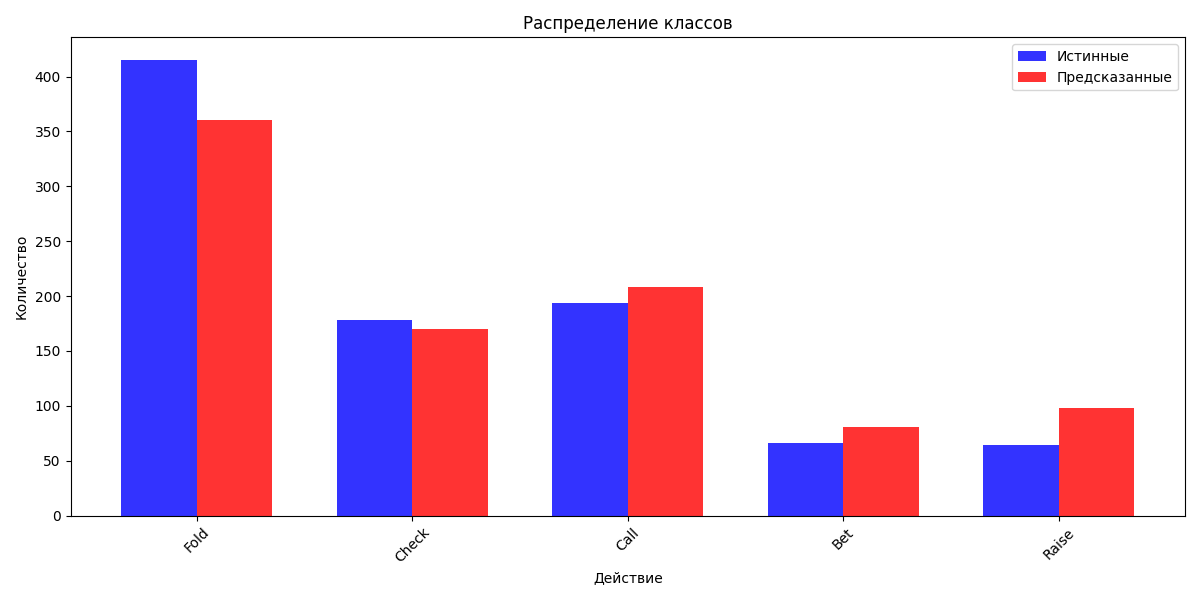 Распределение классов
Истинные
Предсказанные
Количество
400
350
300
250
200
150
100
50
0
Fold
Check
Call
Bet
Raise
Действие